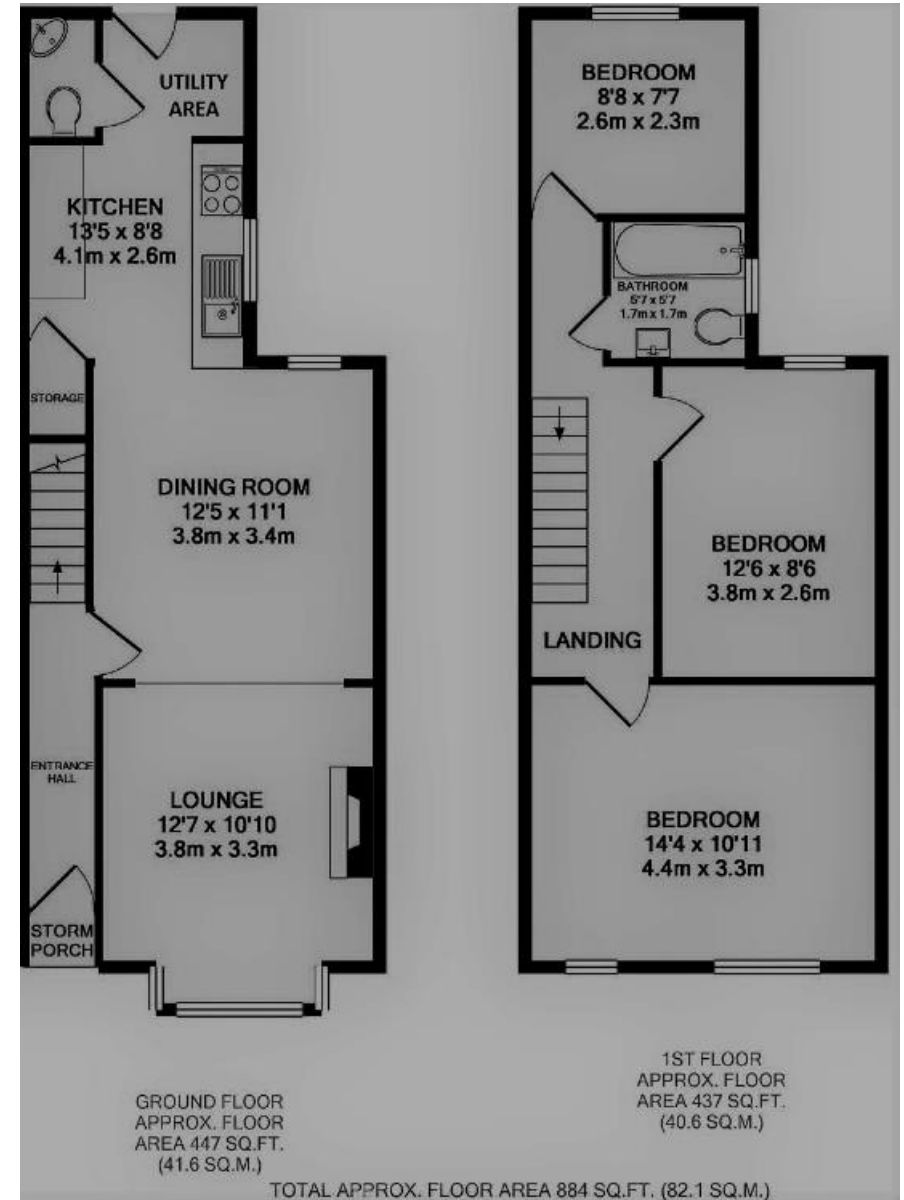 UTILITY
AREA
KITCHEN
13'5 x 8'8
4.1m x 2.6m
STORAGE
DINING ROOM
12'5 x 11'1
3.8m x 3.4m
ENTRANCE
HALL
LOUNGE
12'7 x 10'10
3.8m x 3.3m
STORM
PORCH
GROUND FLOOR
APPROX. FLOOR
AREA 447 SQ.FT.
(41.6 SQ.M.)
BEDROOM
8'8 x 7'7
2.6m x 2.3m
BATHROOM
5'7 x 5'7
1.7m x 1.7m
BEDROOM
12'6 x 8'6
3.8m x 2.6m
LANDING
BEDROOM
14'4 x 10'11
4.4m x 3.3m
1ST FLOOR
APPROX. FLOOR
AREA 437 SQ.FT.
(40.6 SQ.M.)
TOTAL APPROX. FLOOR AREA 884 SQ.FT. (82.1 SQ.M.)